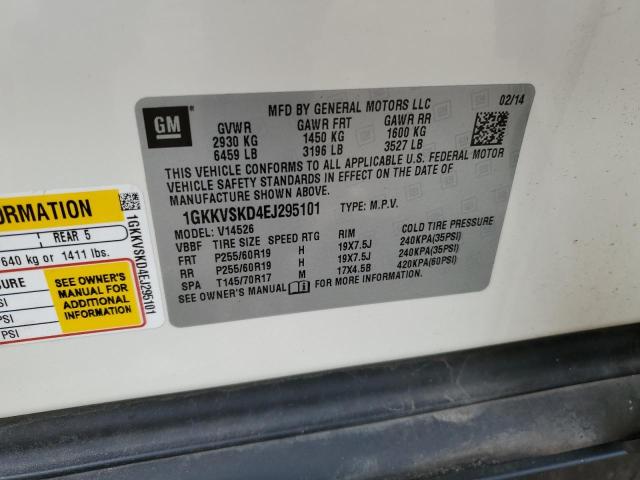 MFD BY GENERAL MOTORS LLC 02/14
GM
GVWR GAWR FRT GAWR RR
2930 KG 1450 KG 1600 KG
6459 LB 3196 LB 3527 LB
THIS VEHICLE CONFORMS TO ALL APPLICABLE U.S. FEDERAL MOTOR
VEHICLE SAFETY STANDARDS IN EFFECT ON THE DATE OF
MANUFACTURE SHOWN ABOVE.
1GKKVSKD4EJ295101 TYPE: M.P.V.
MODEL: V14526
VBBF TIRE SIZE SPEED RTG RIM COLD TIRE PRESSURE
FRT P255/60R19 H 19X7.5J 240KPA(35PSI)
RR P255/60R19 H 19X7.5J 240KPA(35PSI)
SPA T145/70R17 M 17X4.5B 420KPA(60PSI)
SEE OWNER'S MANUAL FOR MORE INFORMATION
ORMATION
1 REAR 5
640 kg or 1411 lbs.
SURE
SI
SI
PSI
SEE OWNER'S
MANUAL FOR
ADDITIONAL
INFORMATION
1GKKVSKD4EJ295101